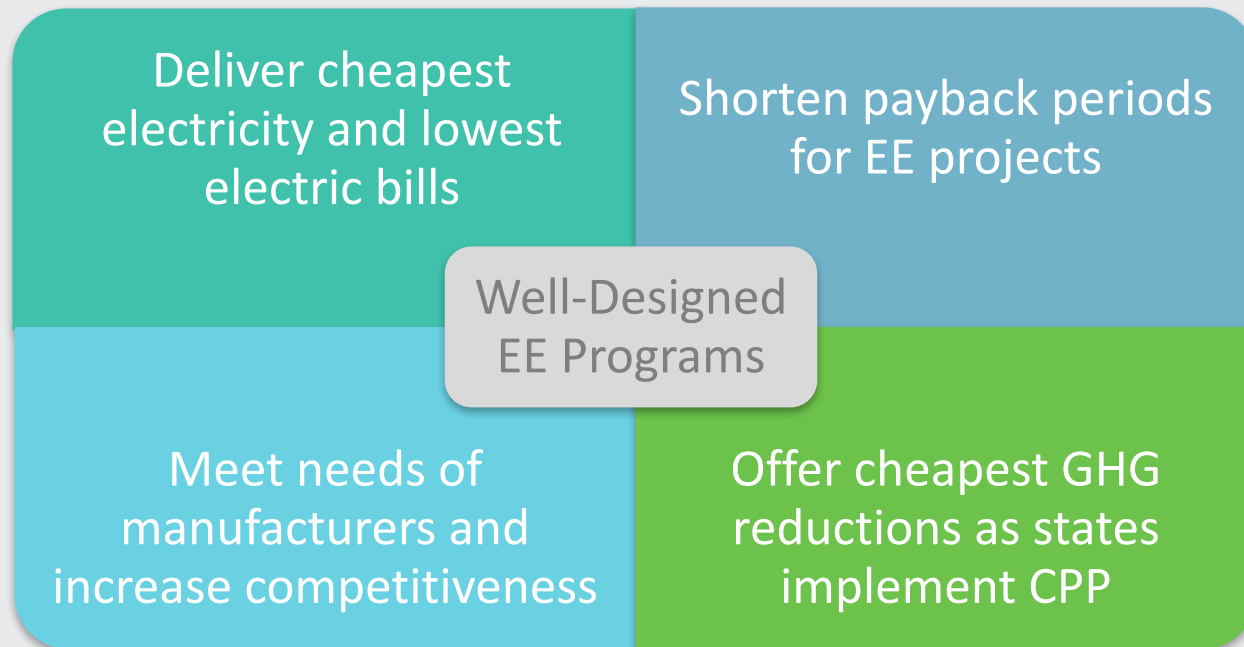 Deliver cheapest
electricity and lowest
electric bills
Shorten payback periods
for EE projects
Well-Designed
EE Programs
Meet needs of
manufacturers and
increase competitiveness
Offer cheapest GHG
reductions as states
implement CPP